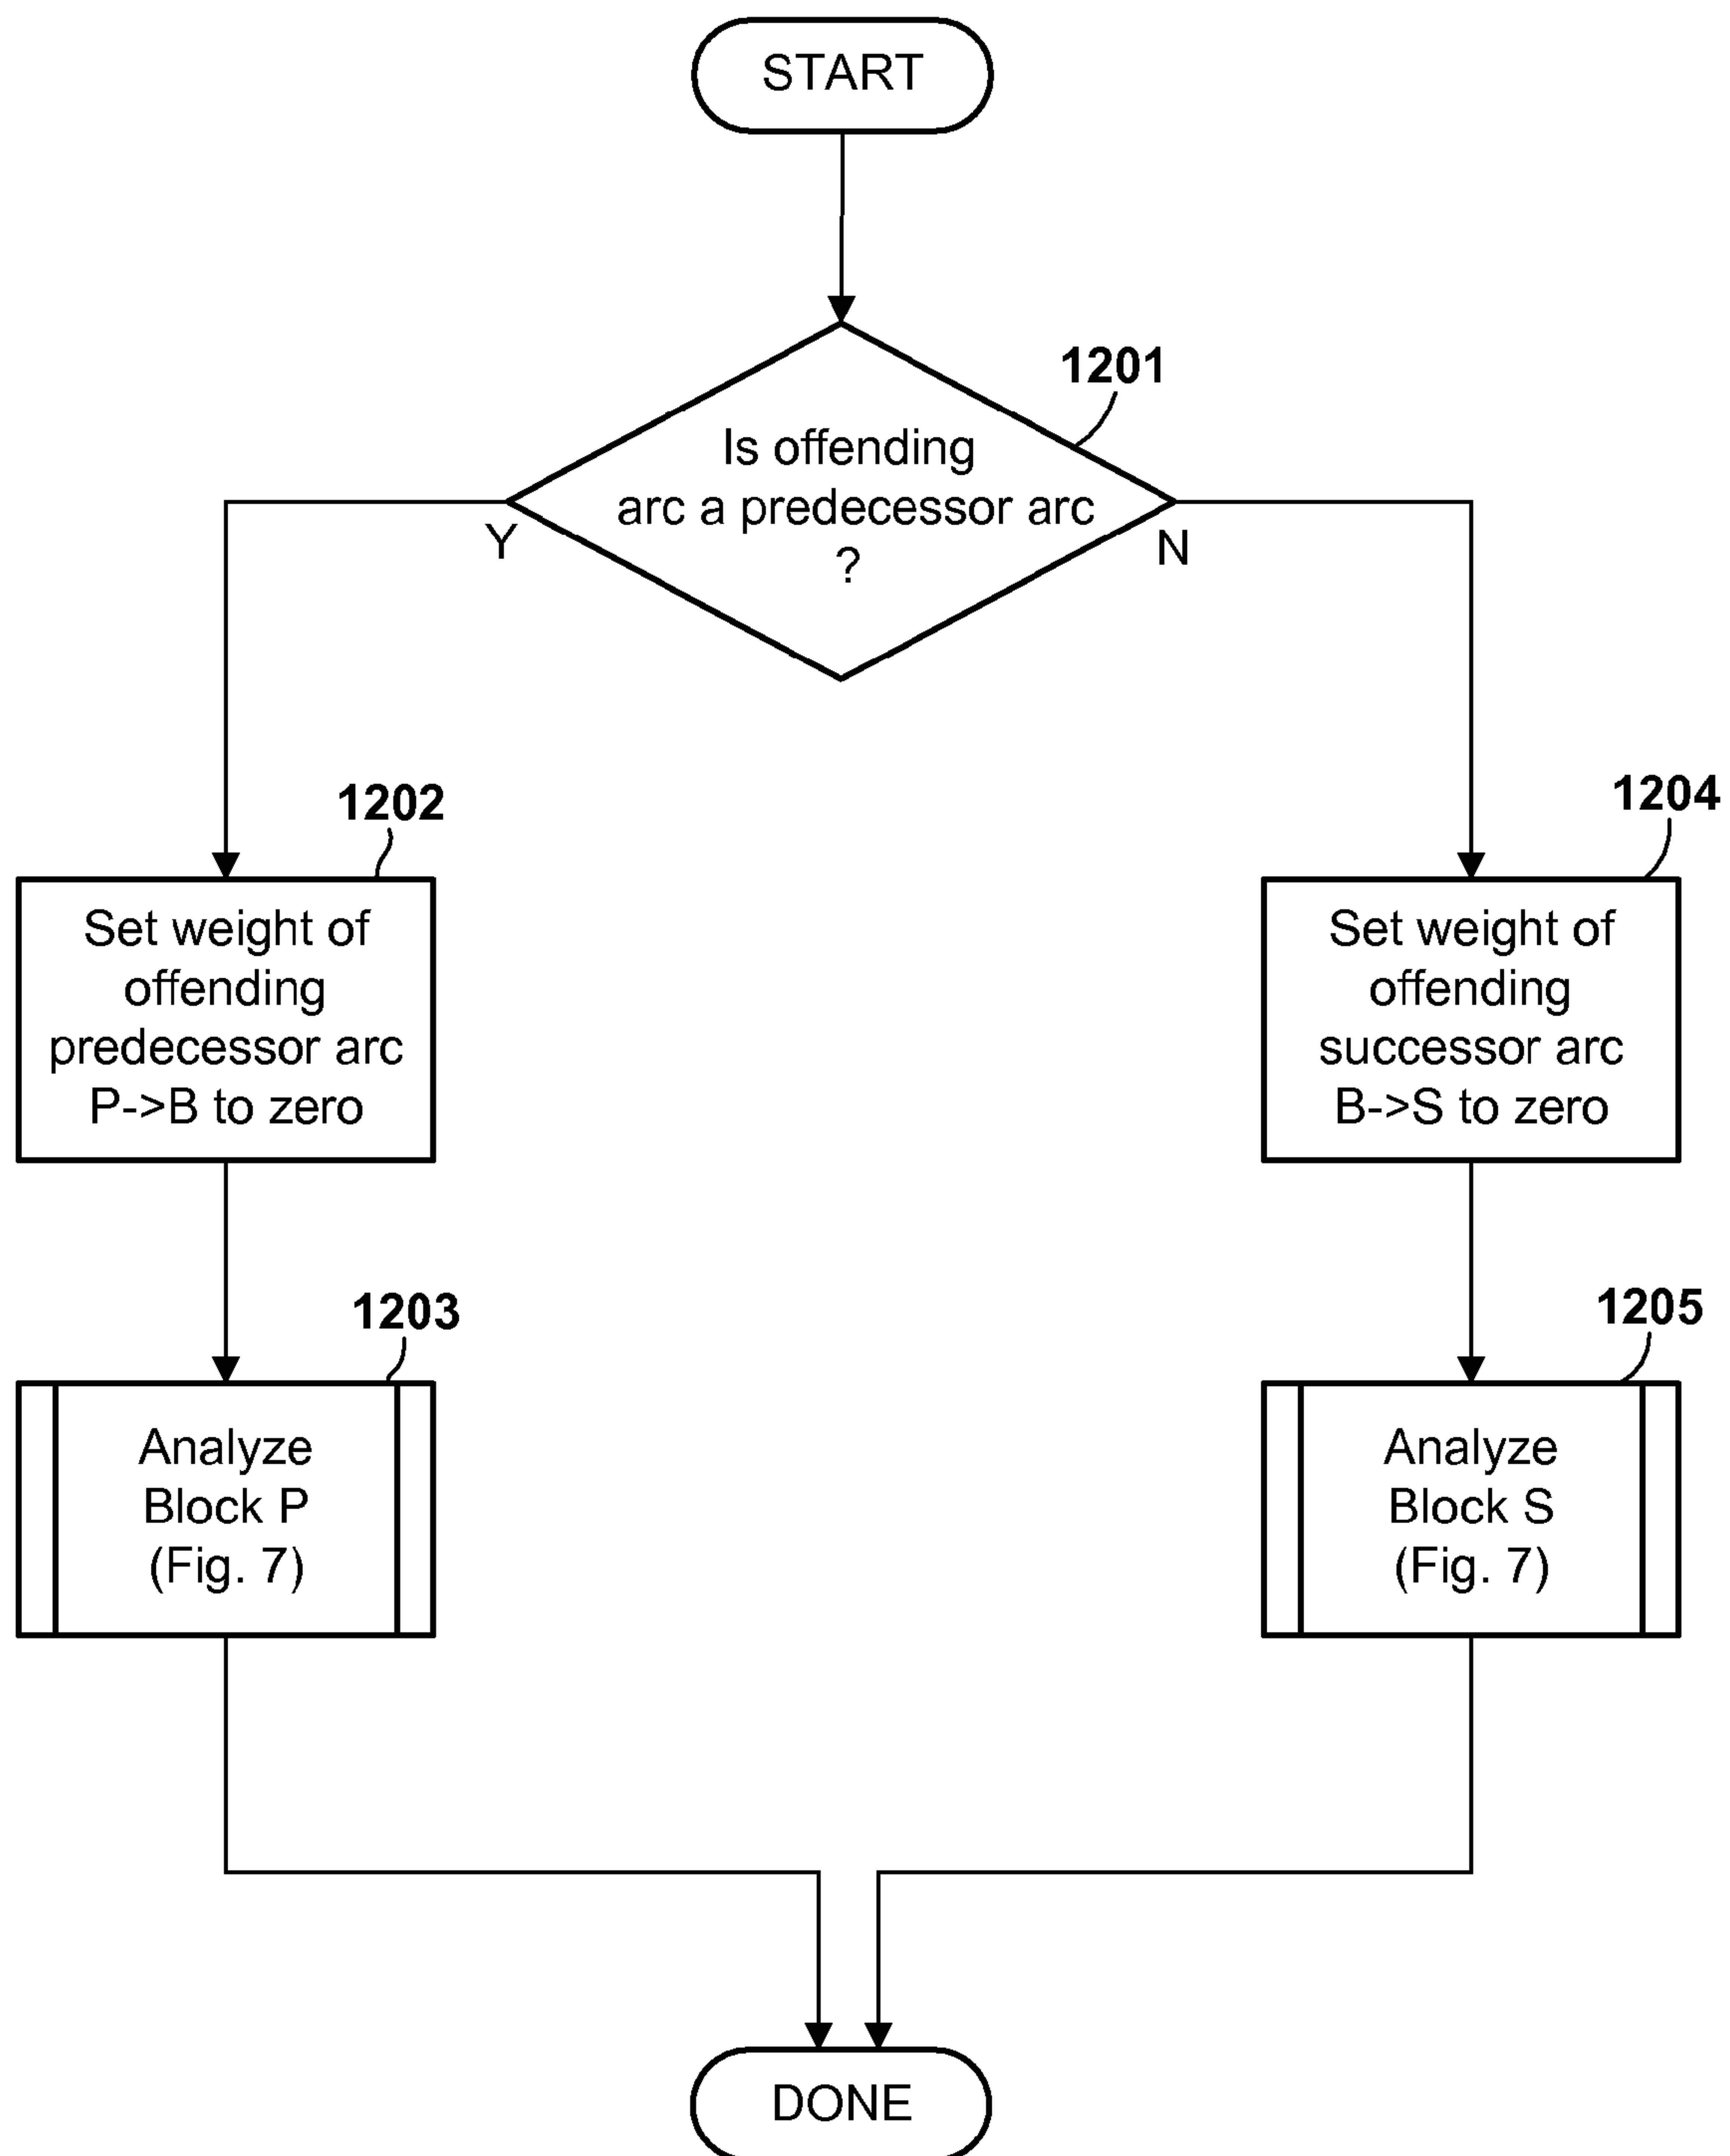 START
1201
Is offending
arc a predecessor arc
?
Y
N
1202
Set weight of
offending
predecessor arc
P->B to zero
1204
Set weight of
offending
successor arc
B->S to zero
1203
Analyze
Block P
(Fig. 7)
1205
Analyze
Block S
(Fig. 7)
DONE